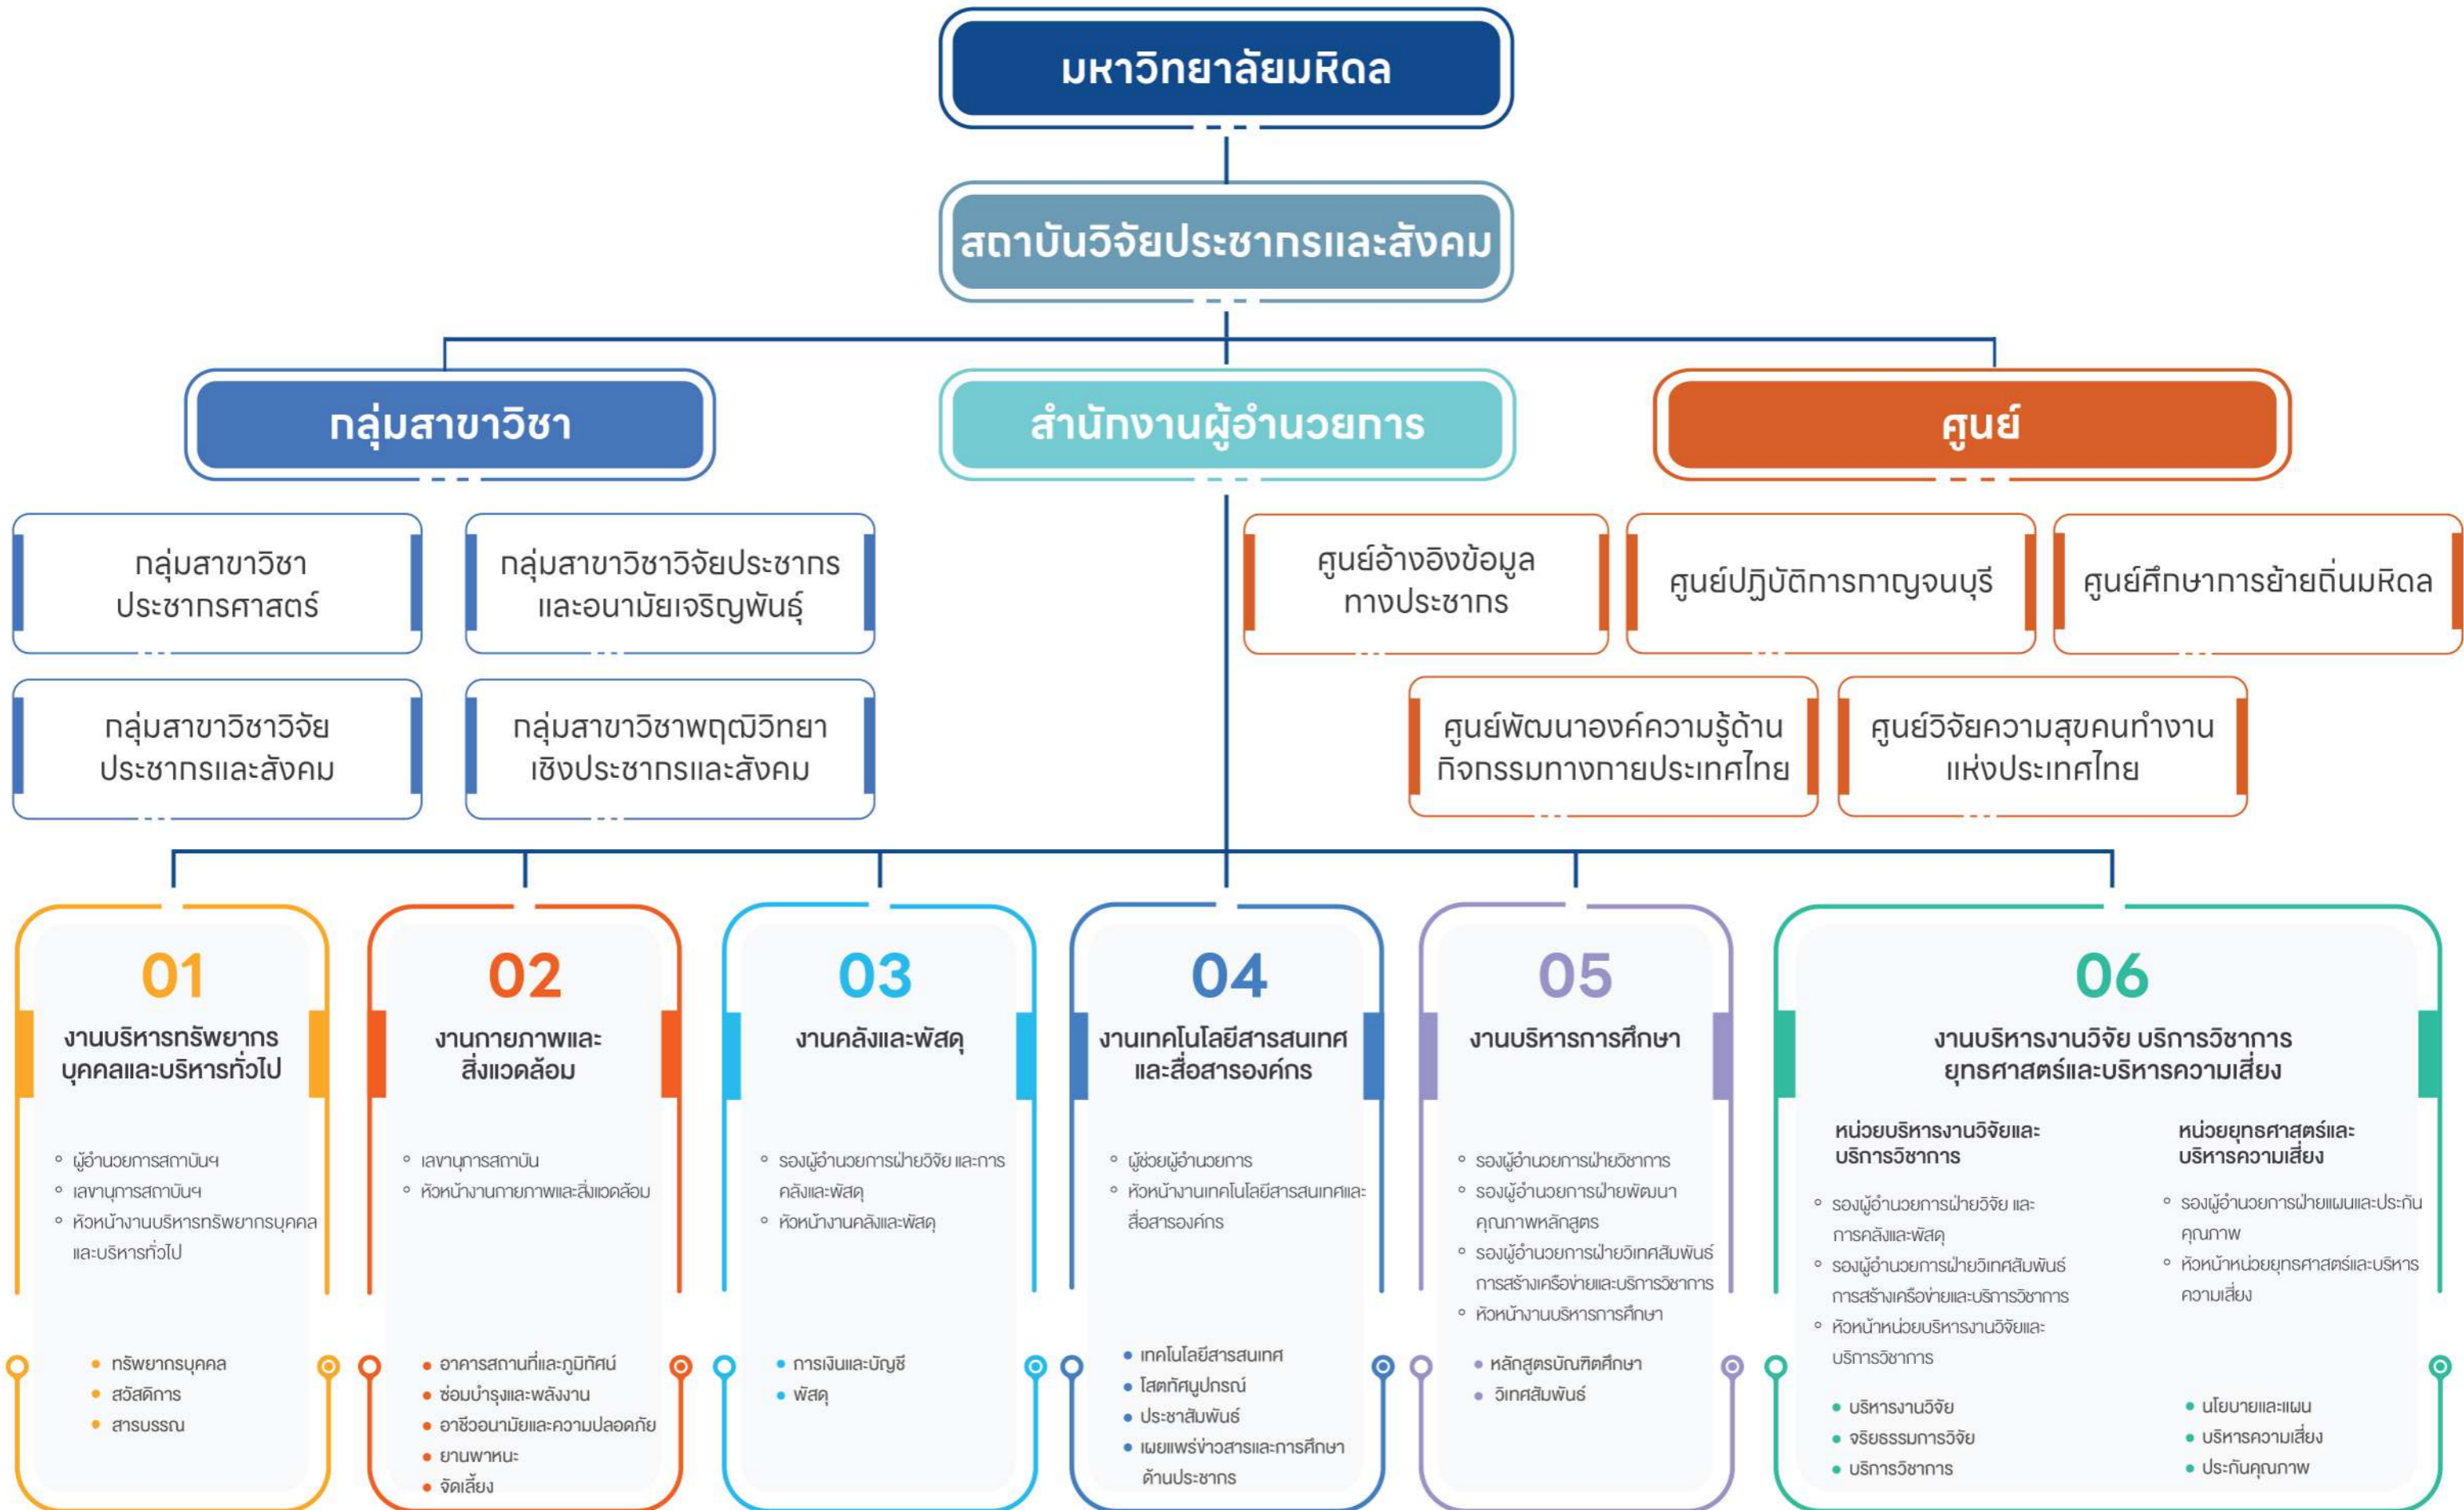 มหาวิทยาลัยมหิดล
สถาบันวิจัยประชากรและสังคม
กลุ่มสาขาวิชา
สำนักงานผู้อำนวยการ
ศูนย์
กลุ่มสาขาวิชา
ประชากรศาสตร์
กลุ่มสาขาวิชาวิจัยประชากร
และอนามัยเจริญพันธุ์
กลุ่มสาขาวิชาวิจัย
ประชากรและสังคม
กลุ่มสาขาวิชาพฤฒิวิทยา
เชิงประชากรและสังคม
ศูนย์อ้างอิงข้อมูล
ทางประชากร
ศูนย์ปฏิบัติการกาญจนบุรี
ศูนย์ศึกษาการย้ายถิ่นมหิดล
ศูนย์พัฒนาองค์ความรู้ด้าน
กิจกรรมทางกายประเทศไทย
ศูนย์วิจัยความสุขคนทำงาน
แห่งประเทศไทย
01
งานบริหารทรัพยากร
บุคคลและบริหารทั่วไป
ผู้อำนวยการสถาบันฯ
เลขานุการสถาบันฯ
หัวหน้างานบริหารทรัพยากรบุคคล
และบริหารทั่วไป
ทรัพยากรบุคคล
สวัสดิการ
สารบรรณ
02
งานกายภาพและ
สิ่งแวดล้อม
เลขานุการสถาบัน
หัวหน้างานกายภาพและสิ่งแวดล้อม
อาคารสถานที่และภูมิทัศน์
ซ่อมบำรุงและพลังงาน
อาชีวอนามัยและความปลอดภัย
ยานพาหนะ
จัดเลี้ยง
03
งานคลังและพัสดุ
รองผู้อำนวยการฝ่ายวิจัย และการ
คลังและพัสดุ
หัวหน้างานคลังและพัสดุ
การเงินและบัญชี
พัสดุ
04
งานเทคโนโลยีสารสนเทศ
และสื่อสารองค์กร
ผู้ช่วยผู้อำนวยการ
หัวหน้างานเทคโนโลยีสารสนเทศและ
สื่อสารองค์กร
เทคโนโลยีสารสนเทศ
โสตทัศนูปกรณ์
ประชาสัมพันธ์
เผยแพร่ข่าวสารและการศึกษา
ด้านประชากร
05
งานบริหารการศึกษา
รองผู้อำนวยการฝ่ายวิชาการ
รองผู้อำนวยการฝ่ายพัฒนา
คุณภาพหลักสูตร
รองผู้อำนวยการฝ่ายวิเทศสัมพันธ์
การสร้างเครือข่ายและบริการวิชาการ
หัวหน้างานบริหารการศึกษา
หลักสูตรบัณฑิตศึกษา
วิเทศสัมพันธ์
06
งานบริหารงานวิจัย บริการวิชาการ
ยุทธศาสตร์และบริหารความเสี่ยง
หน่วยบริหารงานวิจัยและ
บริการวิชาการ
รองผู้อำนวยการฝ่ายวิจัย และ
การคลังและพัสดุ
รองผู้อำนวยการฝ่ายวิเทศสัมพันธ์
การสร้างเครือข่ายและบริการวิชาการ
หัวหน้าหน่วยบริหารงานวิจัยและ
บริการวิชาการ
บริหารงานวิจัย
จริยธรรมการวิจัย
บริการวิชาการ
หน่วยยุทธศาสตร์และ
บริหารความเสี่ยง
รองผู้อำนวยการฝ่ายแผนและประกัน
คุณภาพ
หัวหน้าหน่วยยุทธศาสตร์และบริหาร
ความเสี่ยง
นโยบายและแผน
บริหารความเสี่ยง
ประกันคุณภาพ